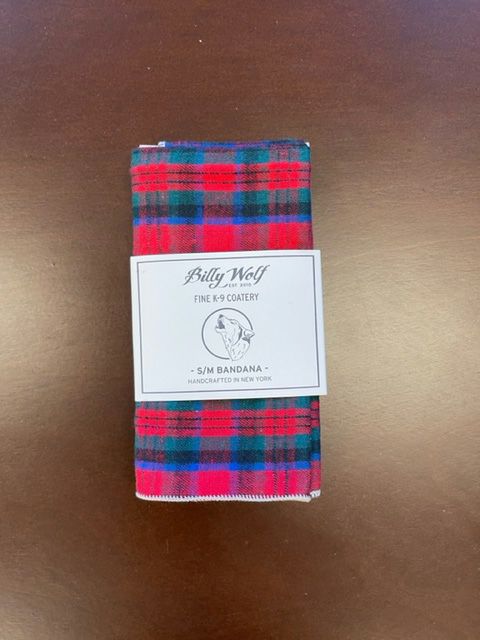 Billy Wolf
EST. 2010
FINE K-9 COATERY
- S/M BANDANA -
HANDCRAFTED IN NEW YORK